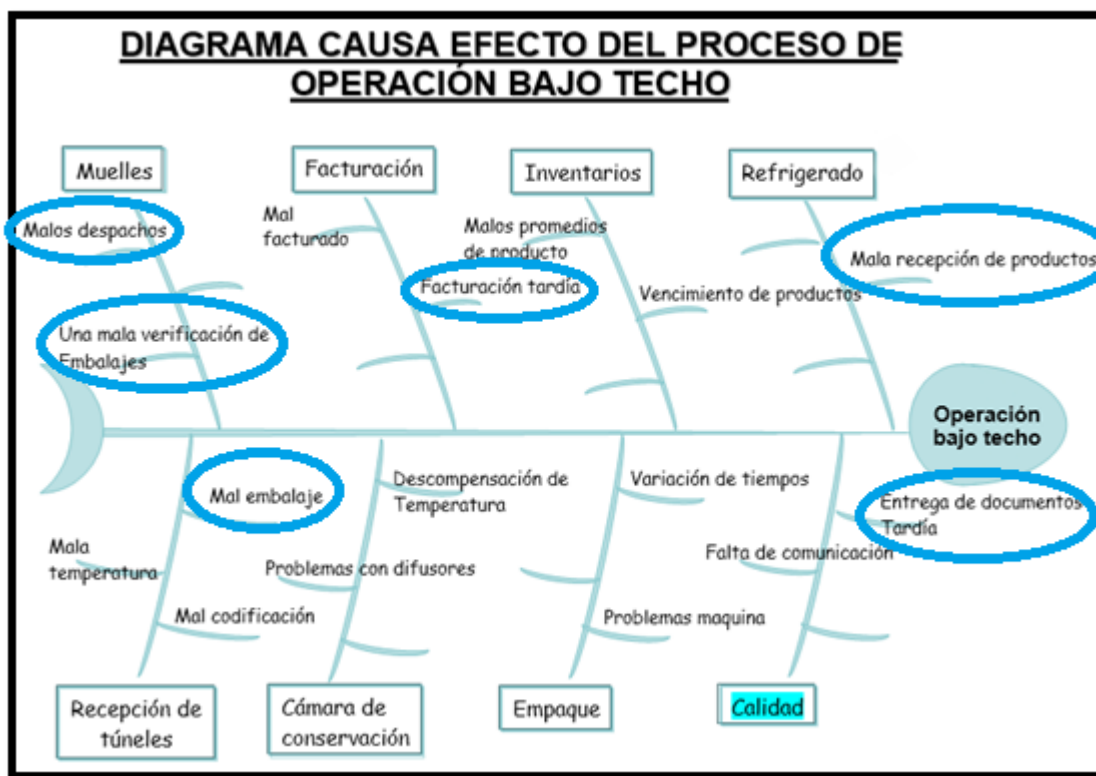 DIAGRAMA CAUSA EFECTO DEL PROCESO DE
OPERACIÓN BAJO TECHO
Muelles
Facturación
Inventarios
Refrigerado
Malos despachos
Mal
facturado
Malos promedios
de producto
Mala recepción de productos
Facturación tardía
Vencimiento de productos
Una mala verificación de
Embalajes
Operación
bajo techo
Mal embalaje
Descompensación de
Temperatura
Variación de tiempos
Entrega de documentos
Tardía
Mala
temperatura
Problemas con difusores
Falta de comunicación
Mal codificación
Problemas maquina
Recepción de
túneles
Cámara de
conservación
Empaque
Calidad